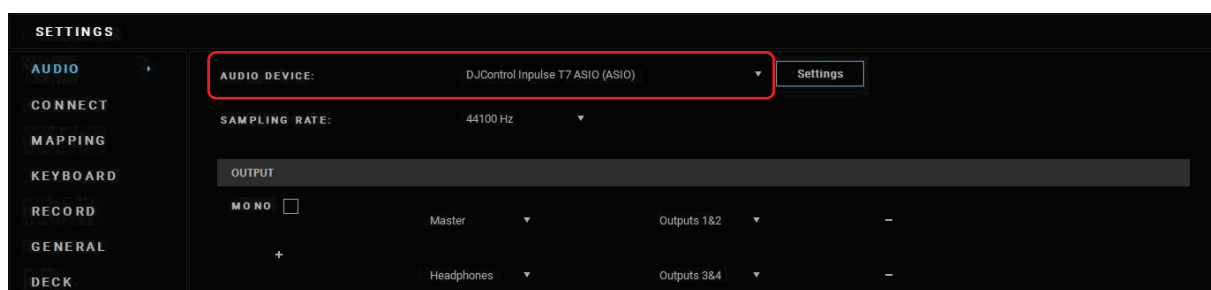 SETTINGS
AUDIO
AUDIO DEVICE: DJControl Inpulse T7 ASIO (ASIO) Settings
CONNECT
SAMPLING RATE: 44100 Hz
MAPPING
KEYBOARD
OUTPUT
RECORD
MONO
Master Outputs 1&2 –
GENERAL
+
DECK
Headphones Outputs 3&4 –